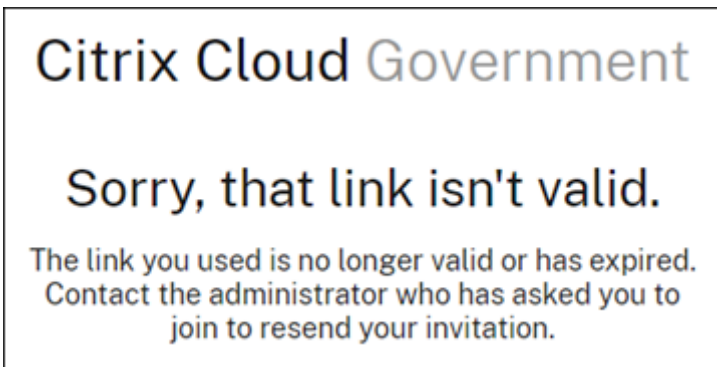 Citrix Cloud Government
Sorry, that link isn't valid.
The link you used is no longer valid or has expired.
Contact the administrator who has asked you to
join to resend your invitation.